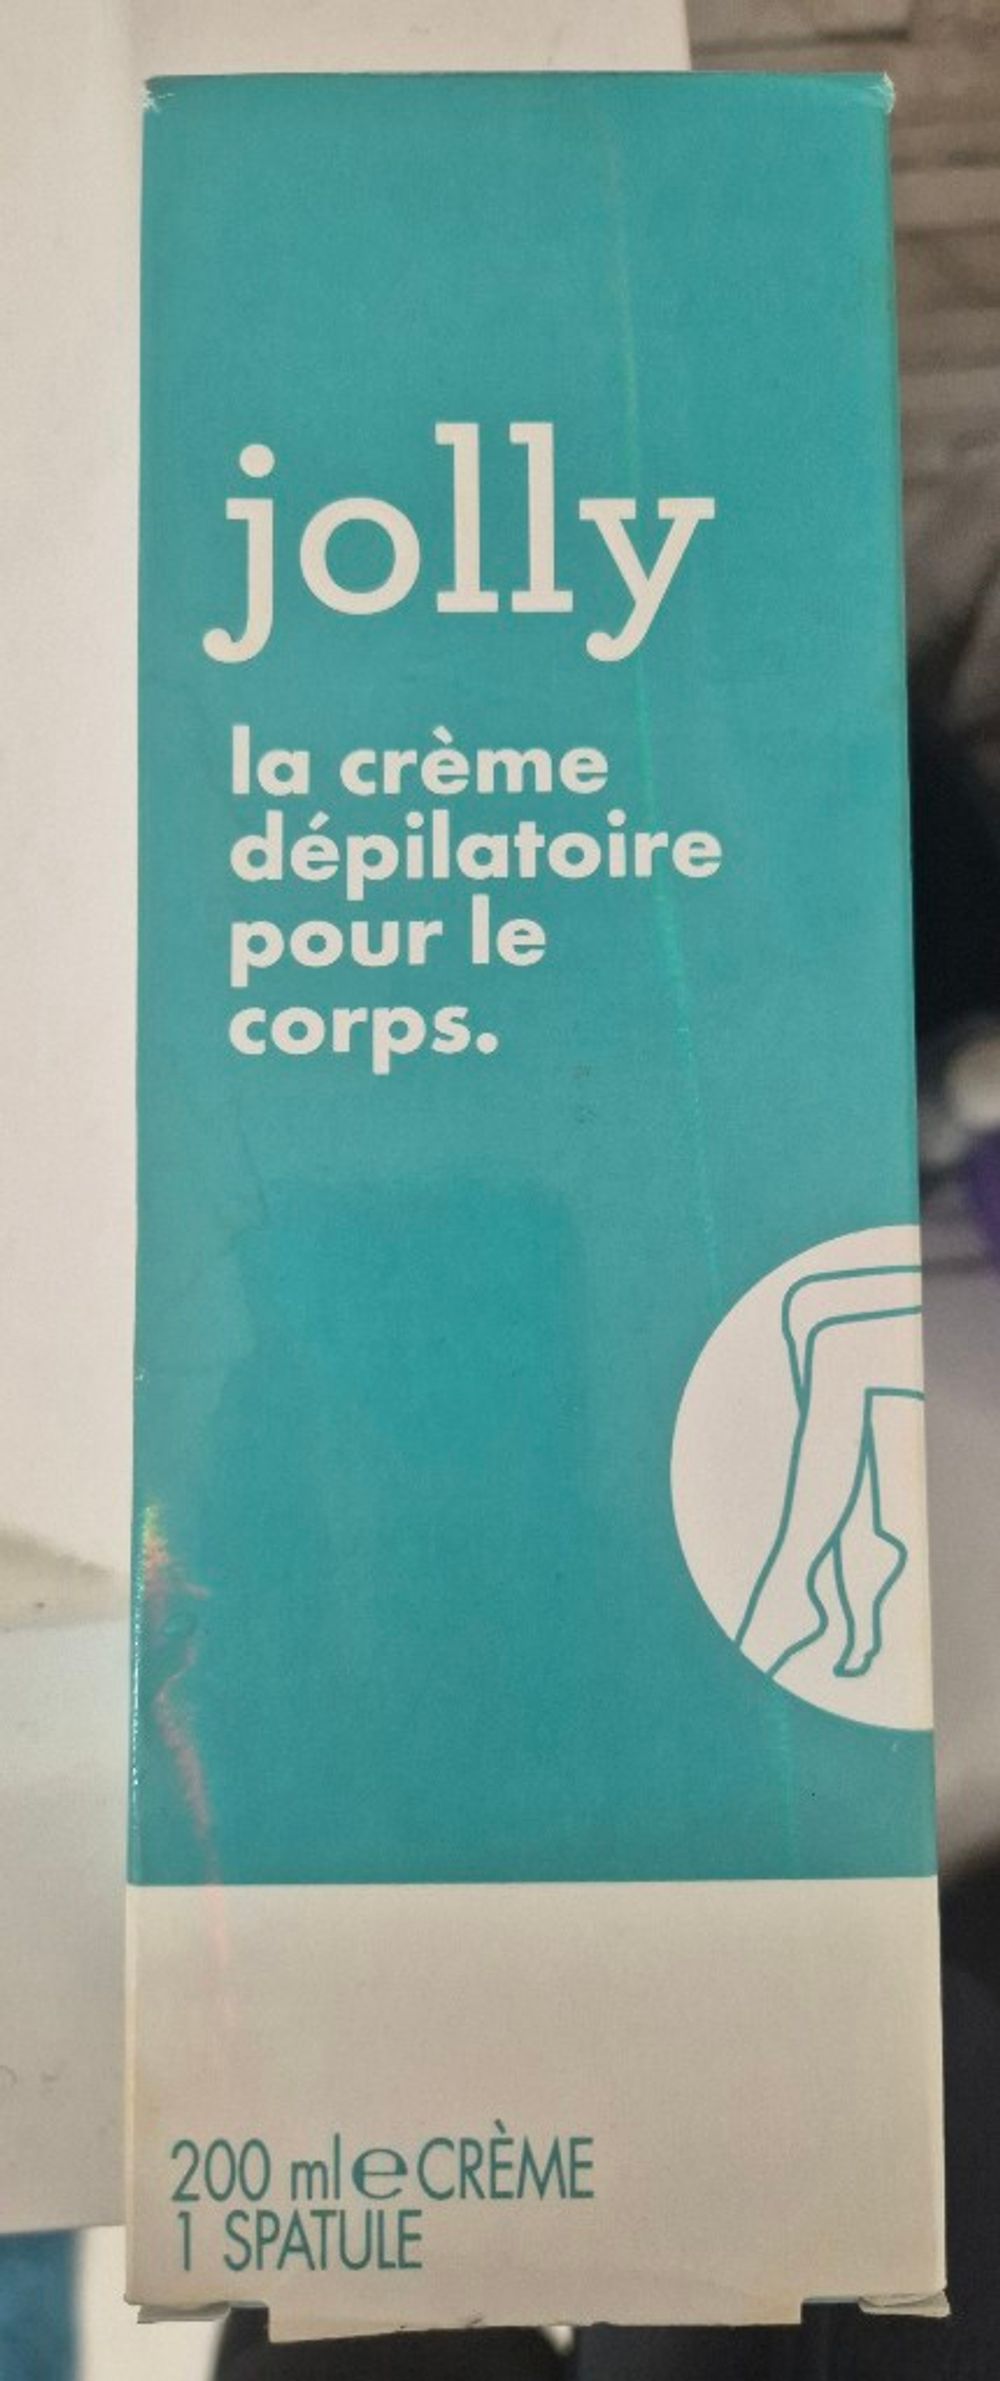 jolly
la crème
dépilatoire
pour le
corps.
200 ml e CRÈME
1 SPATULE